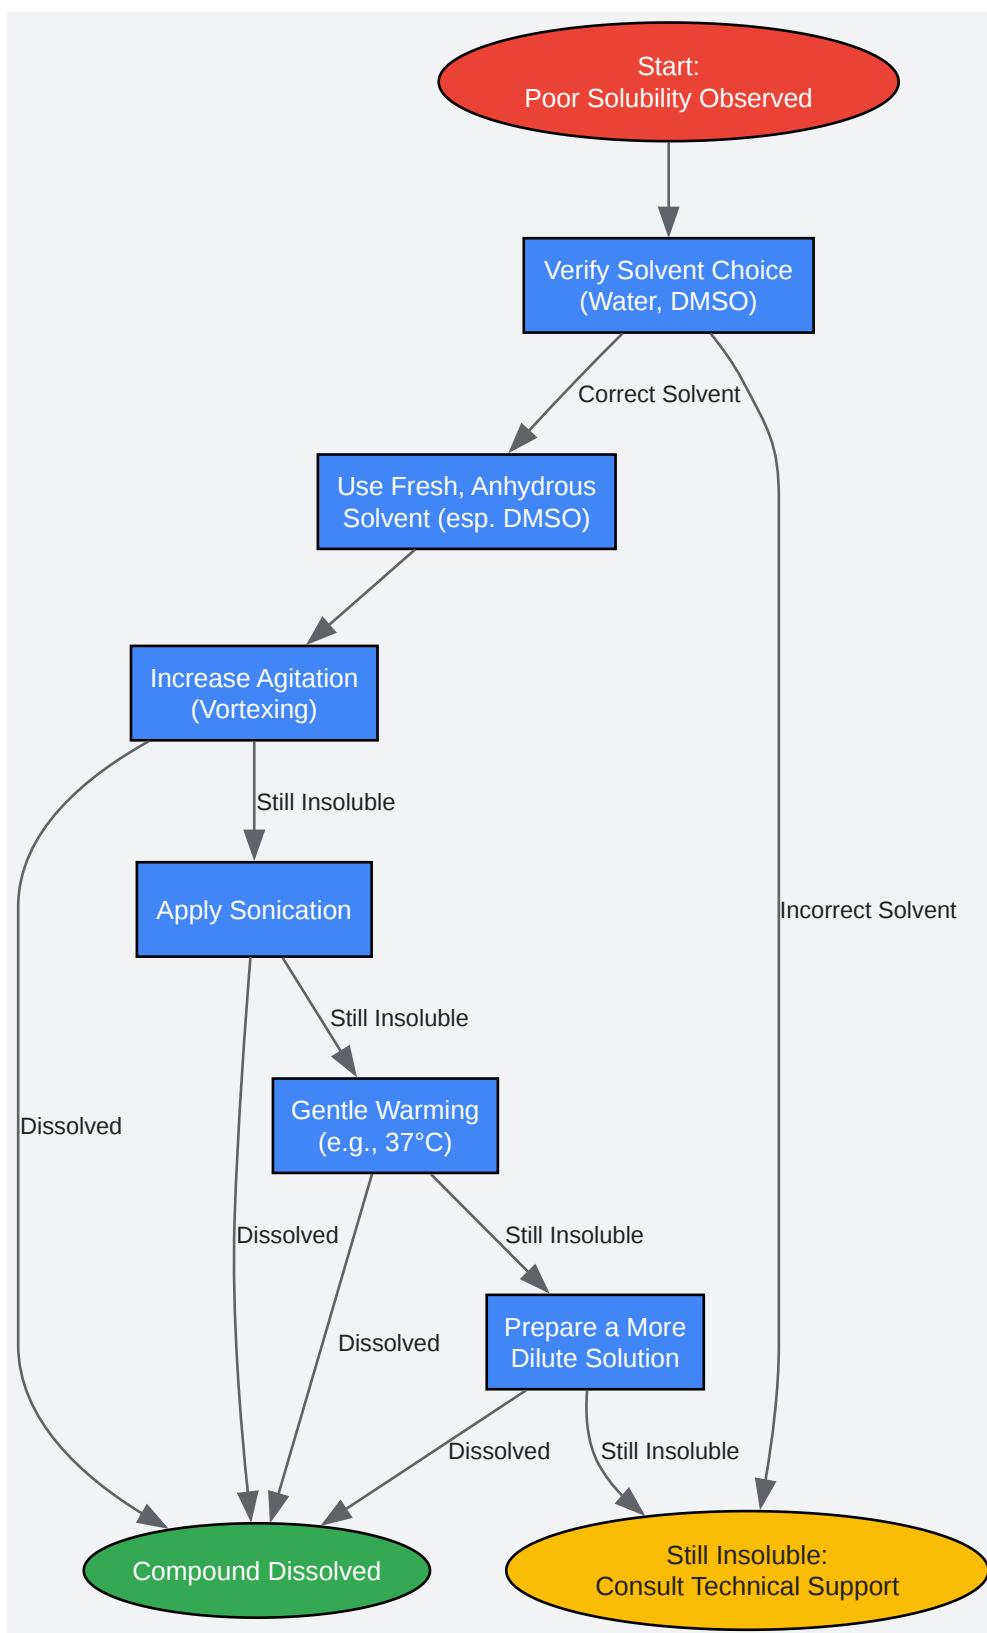 Start:
Poor Solubility Observed
Verify Solvent Choice
(Water, DMSO)
Correct Solvent
Use Fresh, Anhydrous
Solvent (esp. DMSO)
Increase Agitation
(Vortexing)
Still Insoluble
Apply Sonication
Incorrect Solvent
Still Insoluble
Gentle Warming
(e.g., 37°C)
Dissolved
Dissolved
Still Insoluble
Prepare a More
Dilute Solution
Dissolved
Dissolved
Still Insoluble
Compound Dissolved
Still Insoluble:
Consult Technical Support